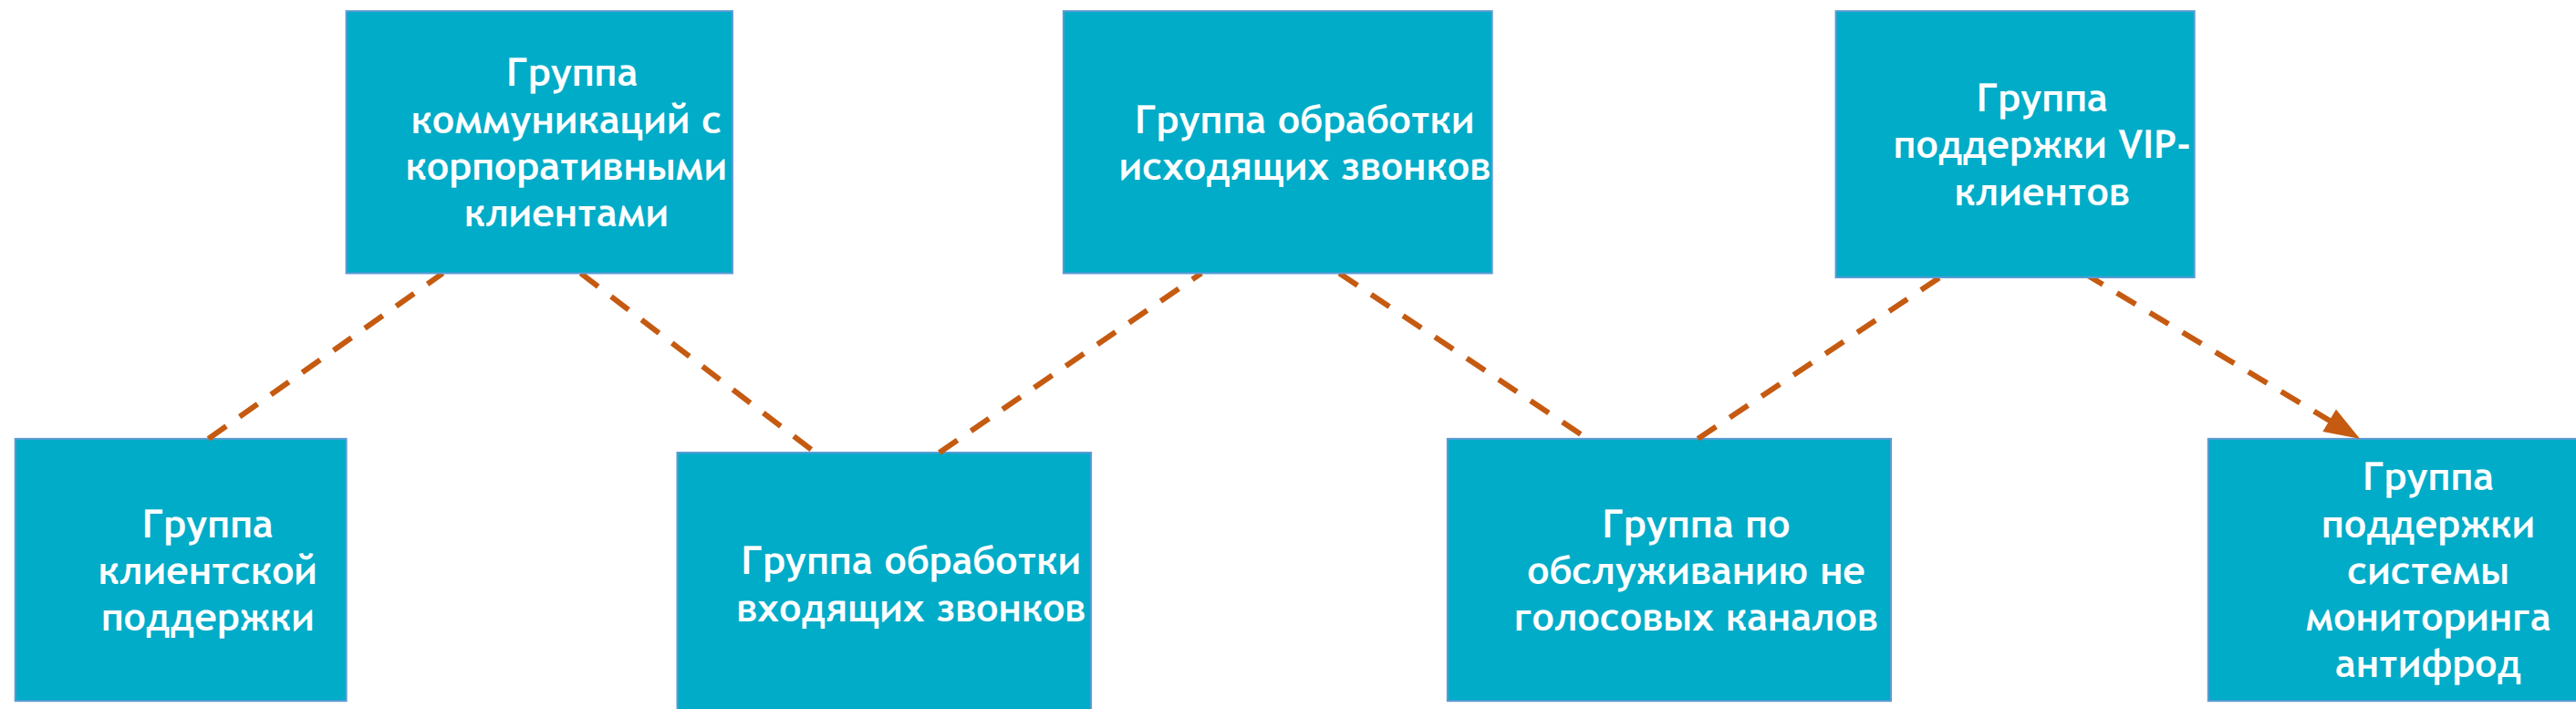 Группа
коммуникаций с
корпоративными
клиентами
Группа обработки
исходящих звонков
Группа
поддержки VIP-
клиентов
Группа
клиентской
поддержки
Группа обработки
входящих звонков
Группа по
обслуживанию не
голосовых каналов
Группа
поддержки
системы
мониторинга
антифрод